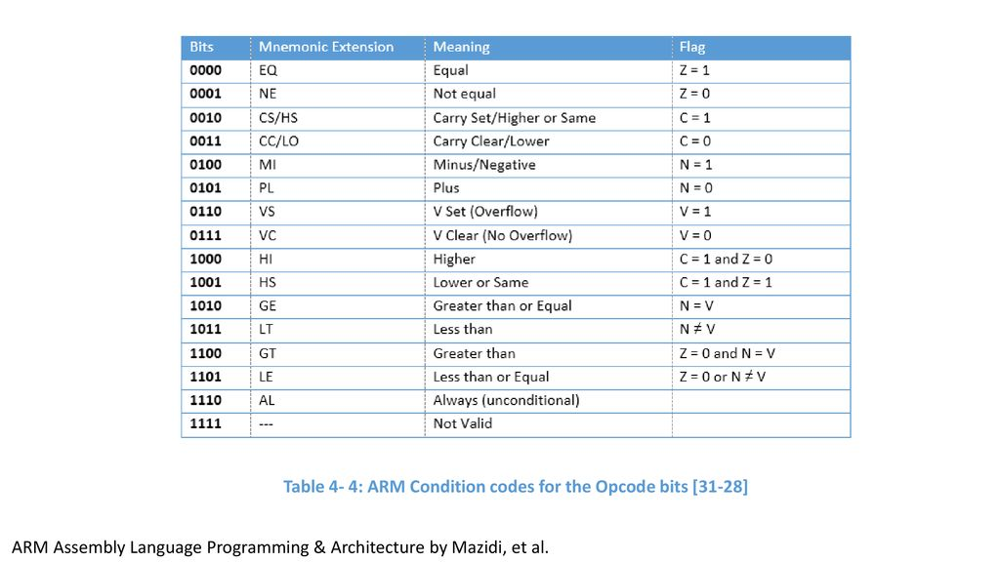 Bits Mnemonic Extension Meaning Flag
0000 EQ Equal Z = 1
0001 NE Not equal Z = 0
0010 CS/HS Carry Set/Higher or Same C = 1
0011 CC/LO Carry Clear/Lower C = 0
0100 MI Minus/Negative N = 1
0101 PL Plus N = 0
0110 VS V Set (Overflow) V = 1
0111 VC V Clear (No Overflow) V = 0
1000 HI Higher C = 1 and Z = 0
1001 HS Lower or Same C = 1 and Z = 1
1010 GE Greater than or Equal N = V
1011 LT Less than N ≠ V
1100 GT Greater than Z = 0 and N = V
1101 LE Less than or Equal Z = 0 or N ≠ V
1110 AL Always (unconditional)
1111 --- Not Valid
Table 4- 4: ARM Condition codes for the Opcode bits [31-28]
ARM Assembly Language Programming & Architecture by Mazidi, et al.